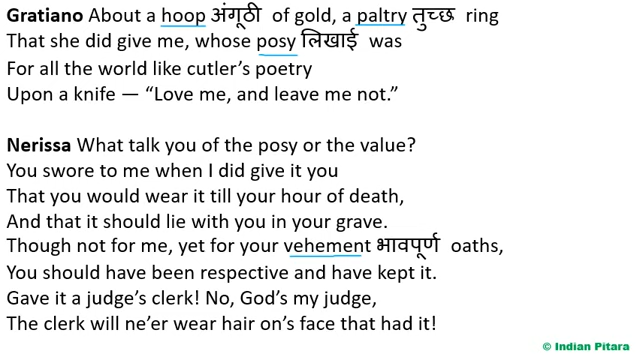 Gratiano About a hoop अंगूठी of gold, a paltry तुच्छ ring
That she did give me, whose posy लिखाई was
For all the world like cutler’s poetry
Upon a knife — “Love me, and leave me not.”
Nerissa What talk you of the posy or the value?
You swore to me when I did give it you
That you would wear it till your hour of death,
And that it should lie with you in your grave.
Though not for me, yet for your vehement भावपूर्ण oaths,
You should have been respective and have kept it.
Gave it a judge’s clerk! No, God’s my judge,
The clerk will ne’er wear hair on’s face that had it!
© Indian Pitara